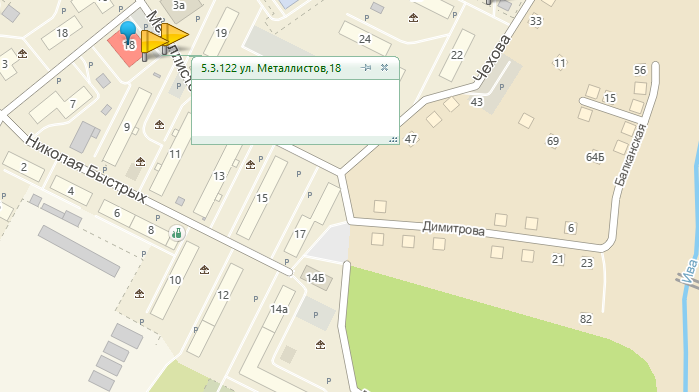 3а
33
18
19
Металлистов
18
24
22
Чехова
3
5.3.122 ул. Металлистов,18
11
56
P
7
43
15
9
P
Николая Быстрых
47
69
Балканская
11
64Б
2
13
P
4
P
15
6
8
17
Димитрова
6
P
21
23
Ива
10
12
14Б
14а
P
P
82
P
P